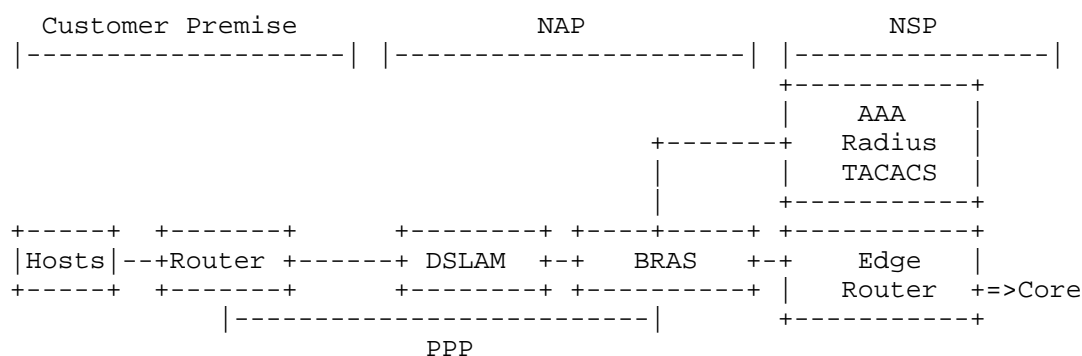 Customer Premise NAP NSP
AAA
Radius
TACACS
Hosts Router DSLAM BRAS Edge
Router =>Core
PPP